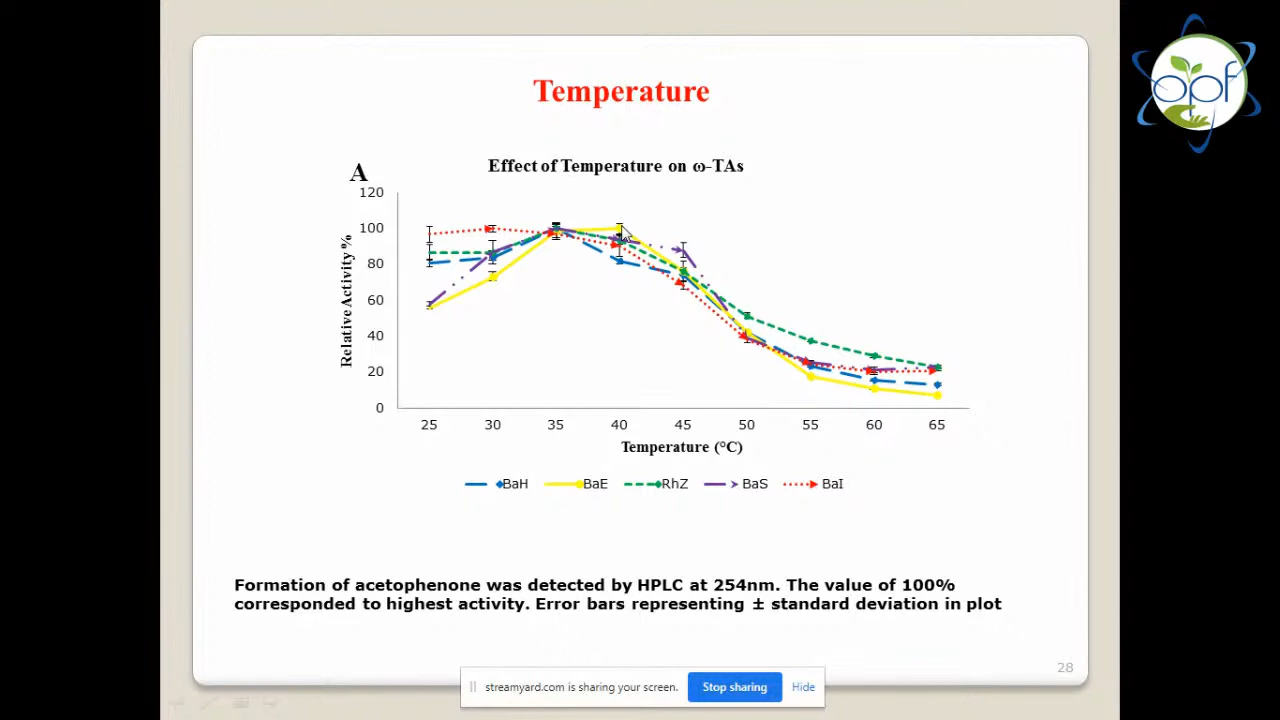 opf
Temperature
A
Effect of Temperature on ω-TAs
120
100
80
60
40
20
0
Relative Activity %
25 30 35 40 45 50 55 60 65
Temperature (°C)
BaH BaE RhZ BaS BaI
Formation of acetophenone was detected by HPLC at 254nm. The value of 100%
corresponded to highest activity. Error bars representing ± standard deviation in plot
28
streamyard.com is sharing your screen. Stop sharing Hide